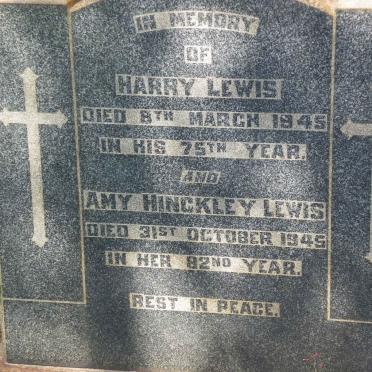 IN MEMORY
OF
HARRY LEWIS
DIED 8TH MARCH 1945
IN HIS 75TH YEAR.
AND
AMY HINCKLEY LEWIS
DIED 31ST OCTOBER 1945
IN HER 82ND YEAR.
REST IN PEACE.